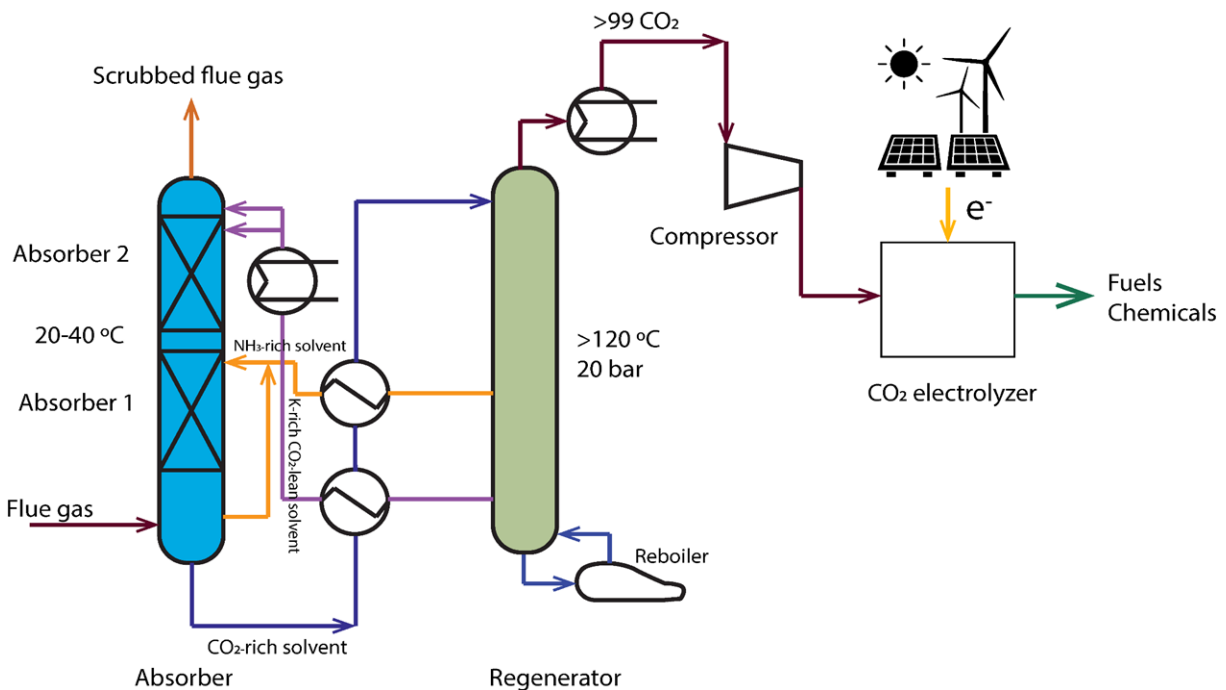 >99 CO₂
Scrubbed flue gas
e⁻
Compressor
Absorber 2
Fuels
Chemicals
20-40 ºC
NH₃-rich solvent
>120 ºC
20 bar
K-rich CO₂-lean solvent
Absorber 1
CO₂ electrolyzer
Flue gas
Reboiler
CO₂-rich solvent
Absorber
Regenerator